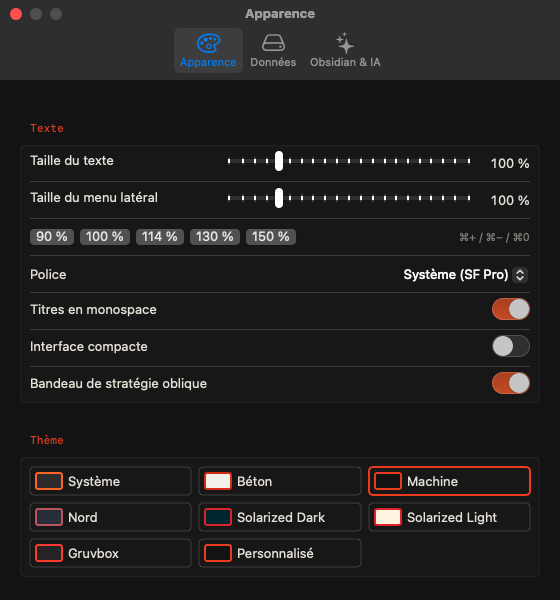 Apparence
Apparence Données Obsidian & IA
Texte
Taille du texte 100 %
Taille du menu latéral 100 %
90 % 100 % 114 % 130 % 150 % ⌘+ / ⌘− / ⌘0
Police Système (SF Pro)
Titres en monospace
Interface compacte
Bandeau de stratégie oblique
Thème
Système Béton Machine
Nord Solarized Dark Solarized Light
Gruvbox Personnalisé